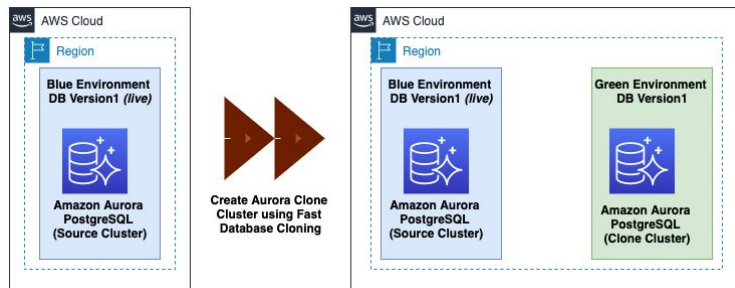 aws
AWS Cloud
Region
Blue Environment
DB Version1 (live)
Amazon Aurora
PostgreSQL
(Source Cluster)
Create Aurora Clone
Cluster using Fast
Database Cloning
aws
AWS Cloud
Region
Blue Environment
DB Version1 (live)
Amazon Aurora
PostgreSQL
(Source Cluster)
Green Environment
DB Version1
Amazon Aurora
PostgreSQL
(Clone Cluster)